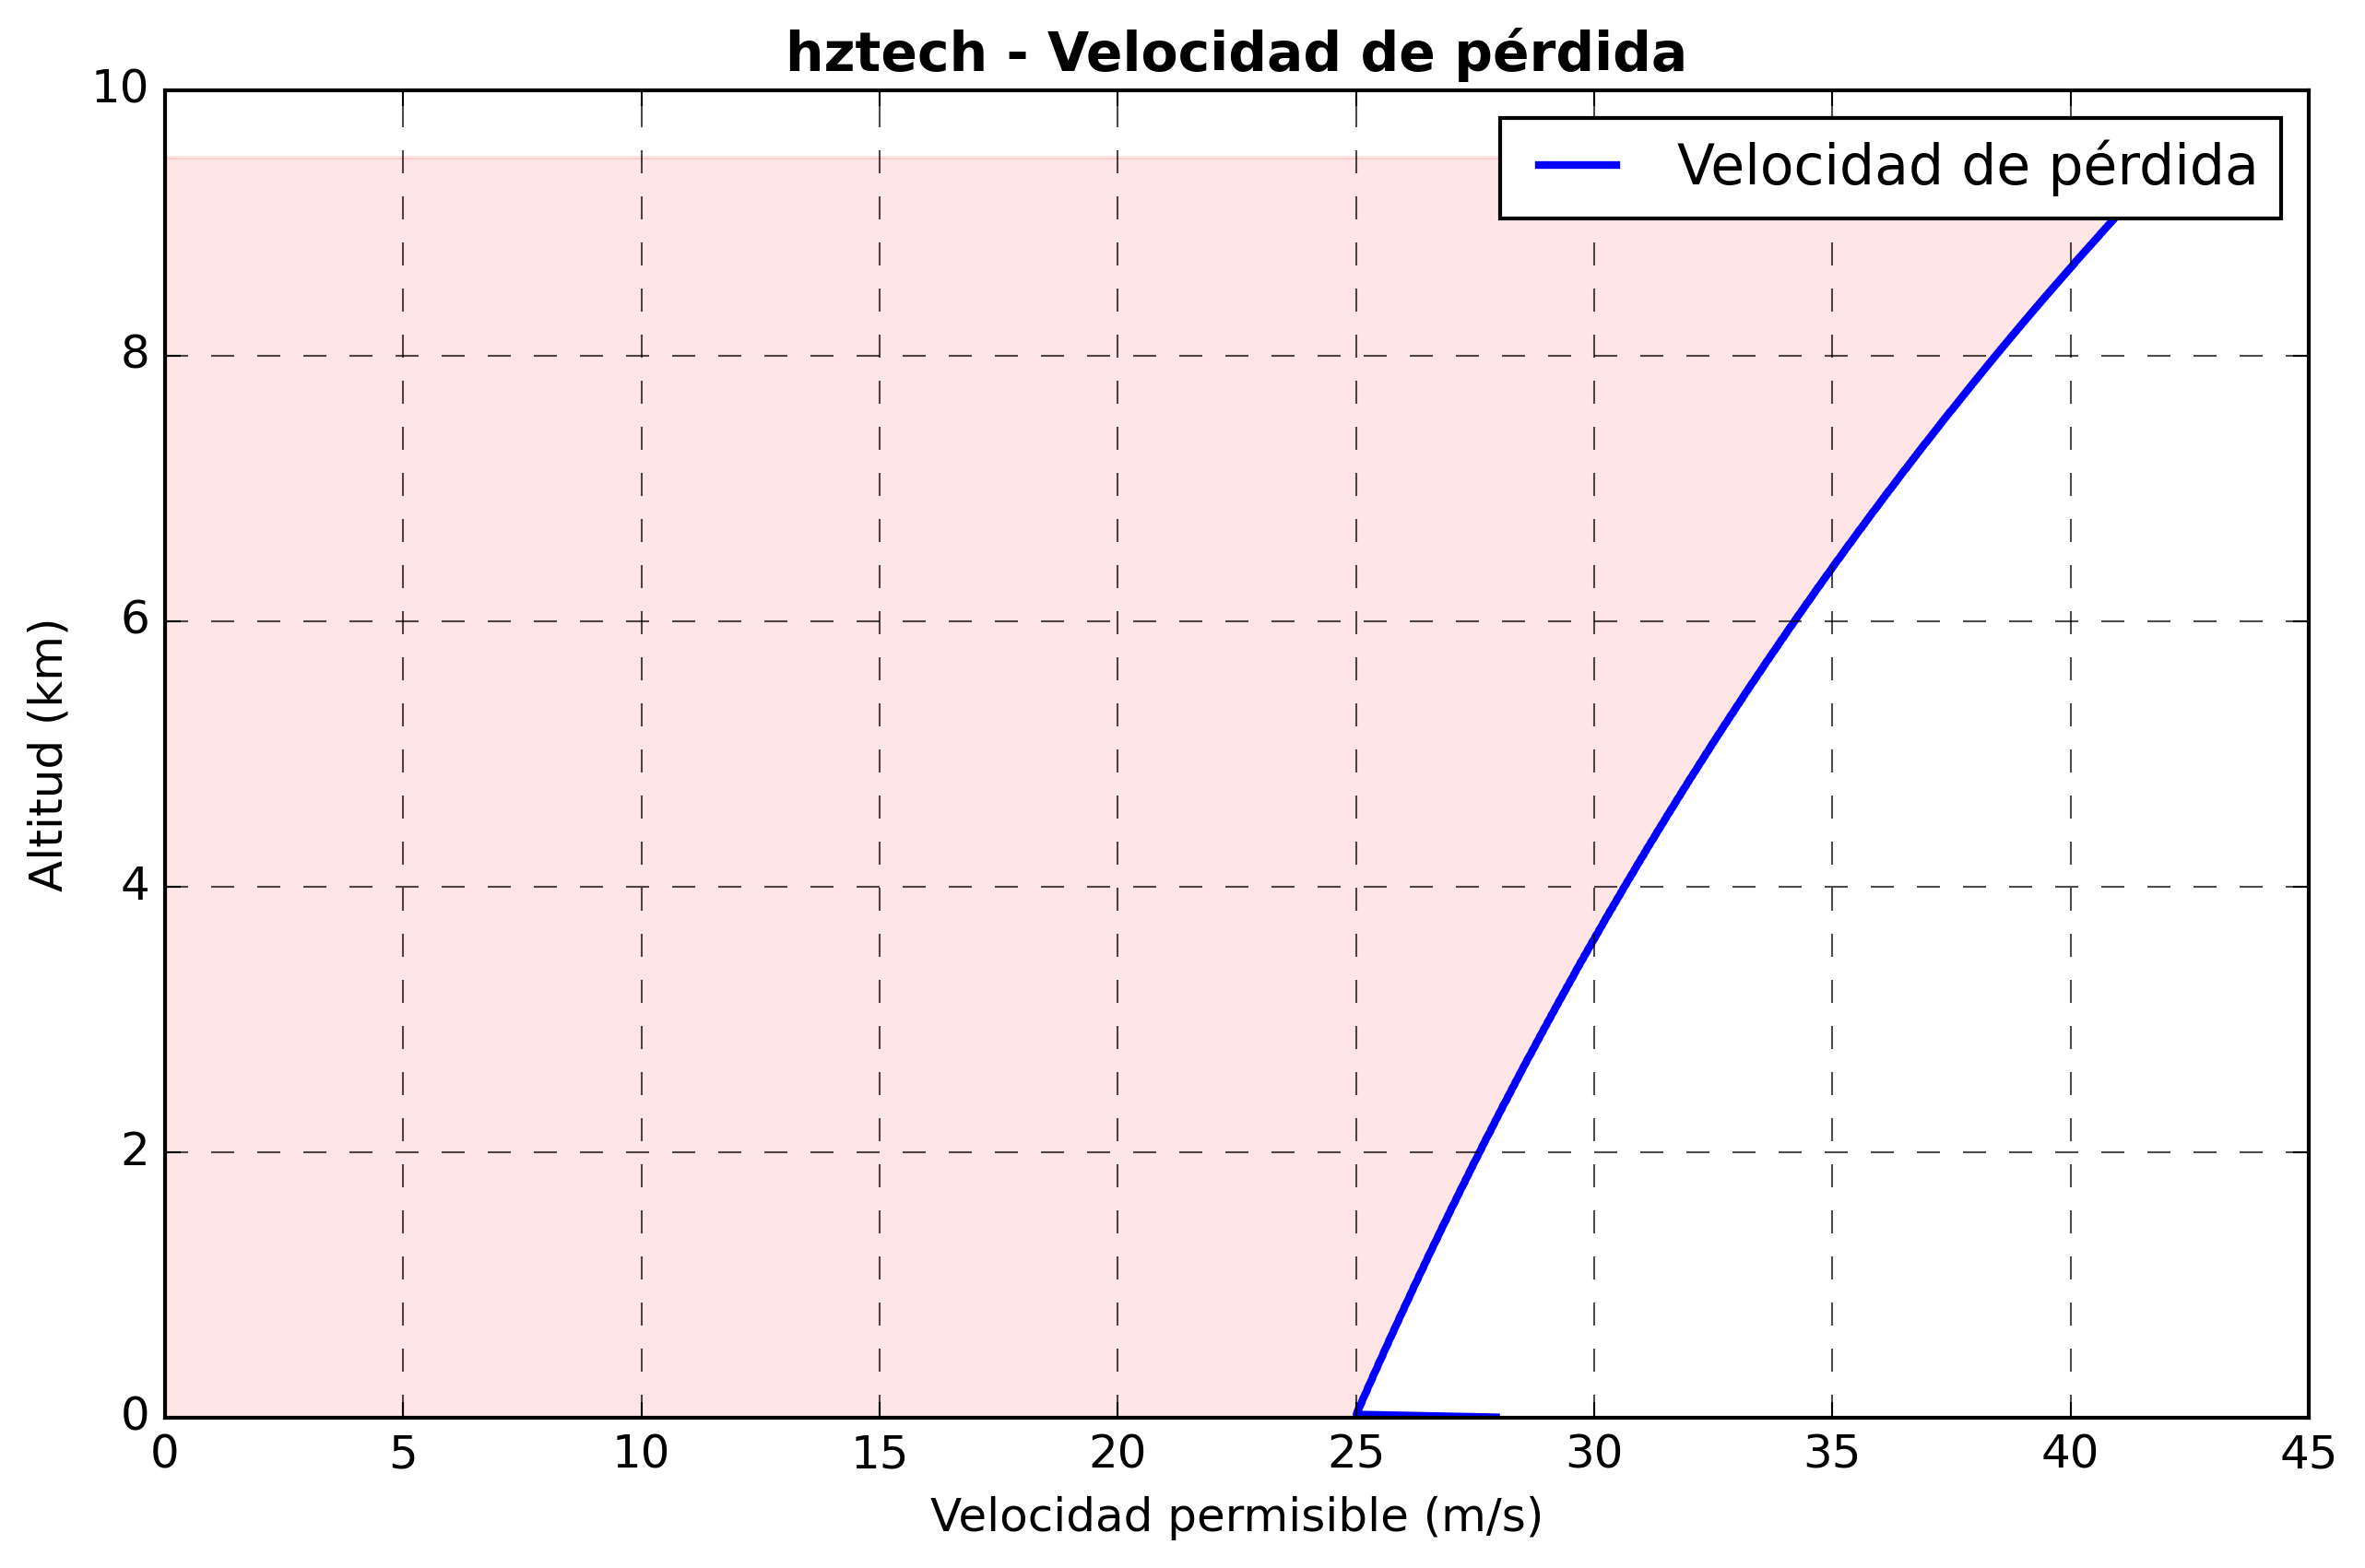 hztech - Velocidad de pérdida
Velocidad de pérdida
10
8
6
4
2
0
Altitud (km)
0 5 10 15 20 25 30 35 40 45
Velocidad permisible (m/s)